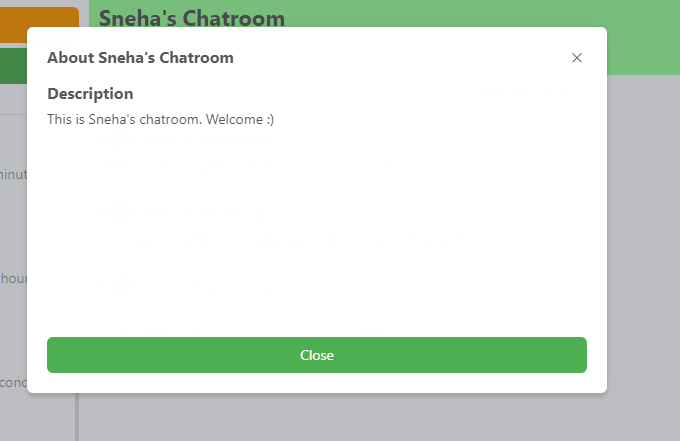 Sneha's Chatroom
About Sneha's Chatroom
Description
This is Sneha's chatroom. Welcome :)
Close